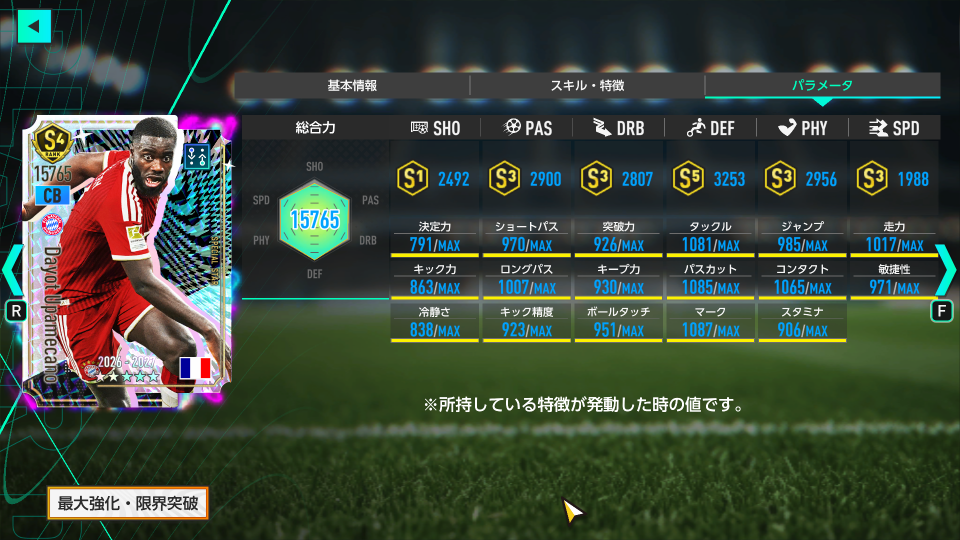 基本情報
スキル・特徴
パラメータ
総合力
SHO
PAS
DRB
DEF
PHY
SPD
S4
RANK
15765
CB
SPECIAL STAR
Dayot Upamecano
2026 - 2027
SHO
PAS
DRB
DEF
PHY
SPD
15765
S1 2492
S3 2900
S3 2807
S5 3253
S3 2956
S3 1988
決定力
791/MAX
ショートパス
970/MAX
突破力
926/MAX
タックル
1081/MAX
ジャンプ
985/MAX
走力
1017/MAX
キック力
863/MAX
ロングパス
1007/MAX
キープ力
930/MAX
パスカット
1085/MAX
コンタクト
1065/MAX
敏捷性
971/MAX
冷静さ
838/MAX
キック精度
923/MAX
ボールタッチ
951/MAX
マーク
1087/MAX
スタミナ
906/MAX
R
F
※所持している特徴が発動した時の値です。
最大強化・限界突破